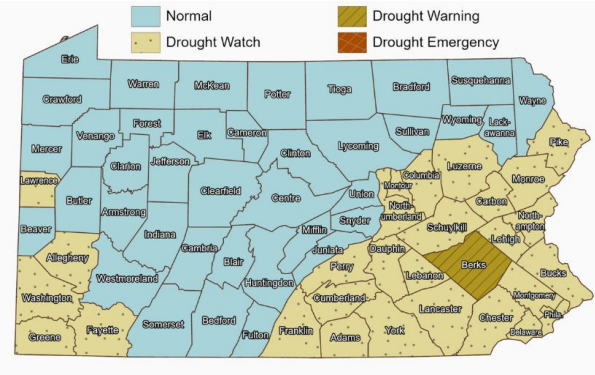 Normal
Drought Warning
Drought Watch
Drought Emergency
Erie
Warren
McKean
Potter
Tioga
Bradford
Susquehanna
Wayne
Crawford
Forest
Elk
Cameron
Wyoming
Lack-
awanna
Venango
Mercer
Clarion
Jefferson
Clinton
Lycoming
Sullivan
Pike
Luzerne
Lawrence
Butler
Clearfield
Centre
Union
Montour
Columbia
Monroe
Carbon
Armstrong
Snyder
North-
umberland
Beaver
Indiana
Mifflin
Schuylkill
North-
ampton
Allegheny
Cambria
Blair
Juniata
Dauphin
Lehigh
Perry
Lebanon
Berks
Bucks
Westmoreland
Huntingdon
Washington
Cumberland
Lancaster
Montgomery
Greene
Fayette
Somerset
Bedford
Fulton
Franklin
Adams
York
Chester
Delaware
Phila.